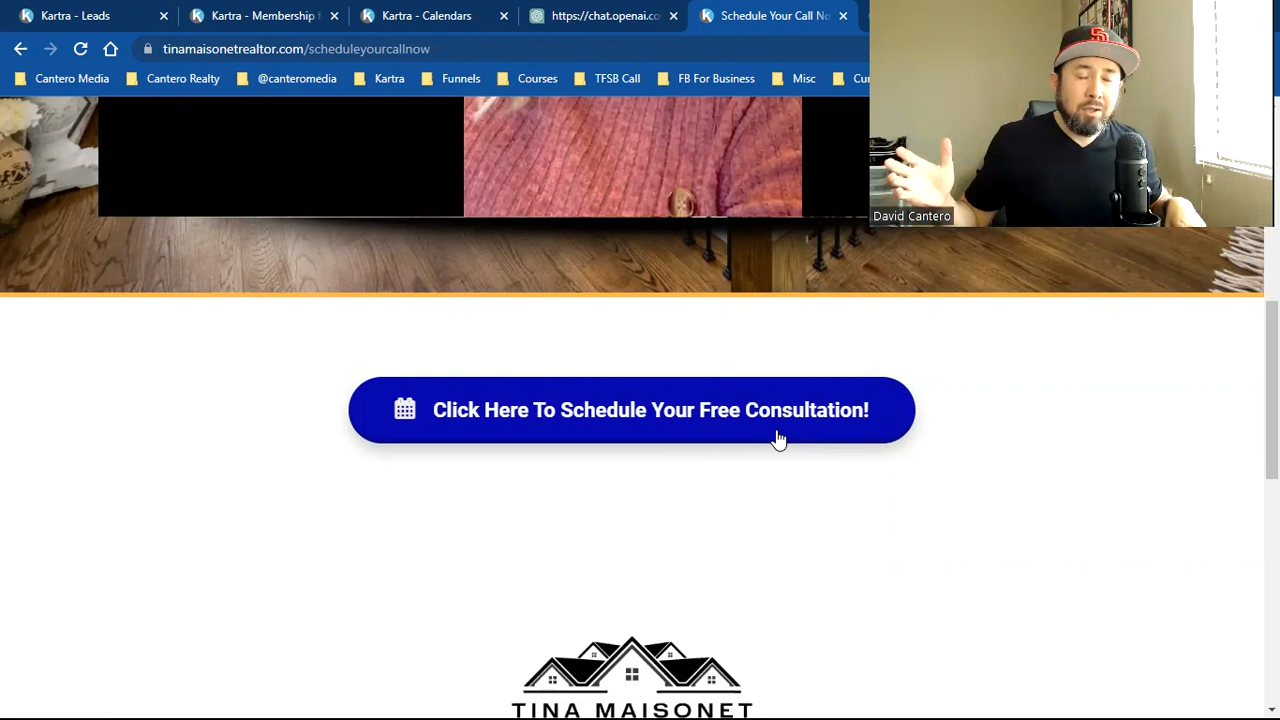 Kartra - Leads
Kartra - Membership
Kartra - Calendars
https://chat.openai.co
Schedule Your Call No
tinamaisonetrealtor.com/scheduleyourcallnow
Cantero Media
Cantero Realty
@canteromedia
Kartra
Funnels
Courses
TFSB Call
FB For Business
Misc
Cur
David Cantero
Click Here To Schedule Your Free Consultation!
TINA MAISONET